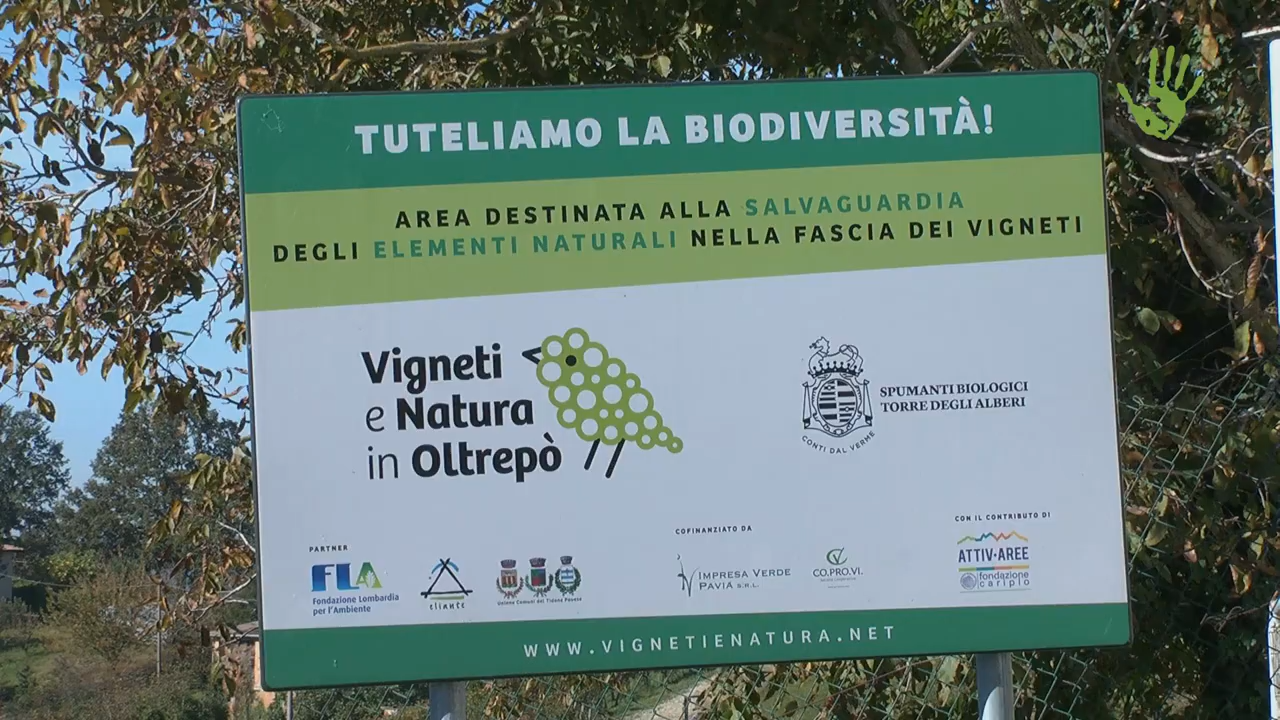 TUTELIAMO LA BIODIVERSITÀ!
AREA DESTINATA ALLA SALVAGUARDIA
DEGLI ELEMENTI NATURALI NELLA FASCIA DEI VIGNETI
Vigneti
e Natura
in Oltrepò
SPUMANTI BIOLOGICI
TORRE DEGLI ALBERI
CONTI DAL VERME
PARTNER
FLA
Fondazione Lombardia
per l'Ambiente
eliante
Unione Comuni del Tidone Pavese
COFINANZIATO DA
IMPRESA VERDE
PAVIA S.R.L.
CO.PRO.VI.
CON IL CONTRIBUTO DI
ATTIV·AREE
fondazione
cariplo
WWW.VIGNETIENATURA.NET